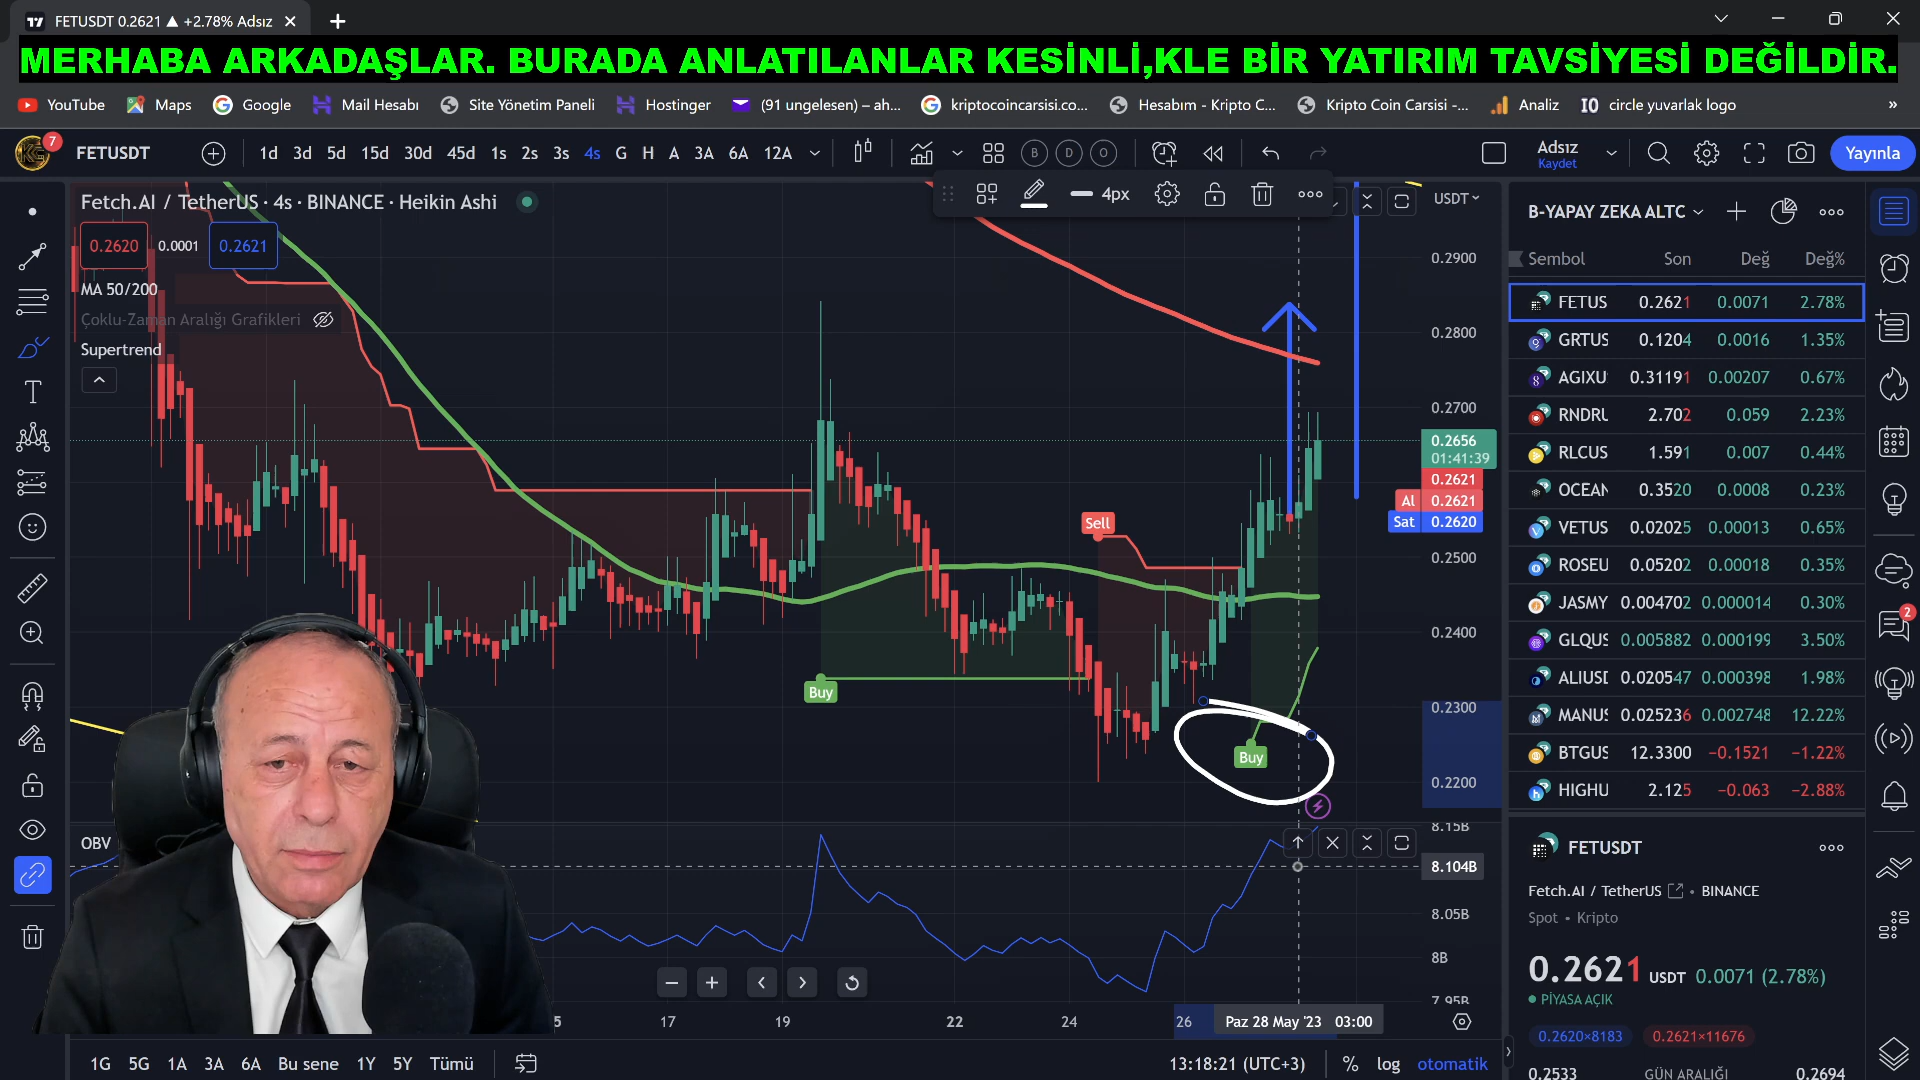 FETUSDT 0.2621 ▲ +2.78% Adsız
MERHABA ARKADAŞLAR. BURADA ANLATILANLAR KESİNLİ,KLE BİR YATIRIM TAVSİYESİ DEĞİLDİR.
YouTube Maps Google Mail Hesabı Site Yönetim Paneli Hostinger (91 ungelesen) – ah... kriptocoincarsisi.co... Hesabım - Kripto C... Kripto Coin Carsisi -... Analiz IO circle yuvarlak logo »
7
FETUSDT 1d 3d 5d 15d 30d 45d 1s 2s 3s 4s G H A 3A 6A 12A B D O Adsız Yayınla
Kaydet
4px
Fetch.AI / TetherUS · 4s · BINANCE · Heikin Ashi
USDT
0.2620 0.0001 0.2621
MA 50/200
Çoklu-Zaman Aralığı Grafikleri
Supertrend
0.2900
0.2800
0.2700
0.2656
01:41:39
0.2621
Al 0.2621
Sat 0.2620
0.2500
0.2400
0.2300
0.2200
Sell
Buy
Buy
OBV
8.15B
8.104B
8.05B
8B
7.95B
5 17 19 22 24 26 Paz 28 May '23 03:00
1G 5G 1A 3A 6A Bu sene 1Y 5Y Tümü 13:18:21 (UTC+3) % log otomatik
B-YAPAY ZEKA ALTC
Sembol Son Değ Değ%
FETUS 0.2621 0.0071 2.78%
GRTUS 0.1204 0.0016 1.35%
AGIXU 0.31191 0.00207 0.67%
RNDRU 2.702 0.059 2.23%
RLCUS 1.591 0.007 0.44%
OCEAN 0.3520 0.0008 0.23%
VETUS 0.02025 0.00013 0.65%
ROSEU 0.05202 0.00018 0.35%
JASMY 0.004702 0.000014 0.30%
GLQUS 0.005882 0.000199 3.50%
ALIUSD 0.020547 0.000398 1.98%
MANUS 0.025236 0.002748 12.22%
BTGUS 12.3300 −0.1521 −1.22%
HIGHU 2.125 −0.063 −2.88%
2
FETUSDT
Fetch.AI / TetherUS • BINANCE
Spot • Kripto
0.2621 USDT 0.0071 (2.78%)
PİYASA AÇIK
0.2620×8183 0.2621×11676
0.2533 GÜN ARALIĞI 0.2694